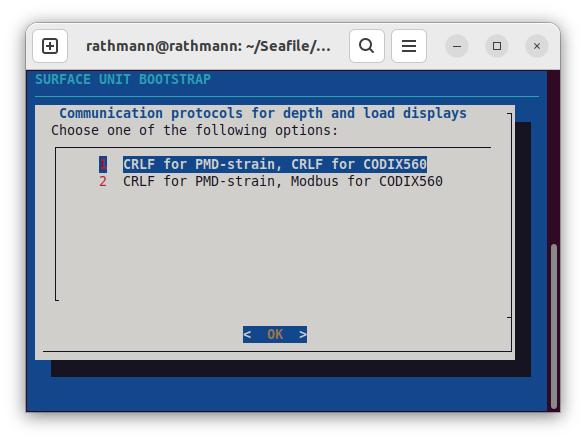 rathmann@rathmann: ~/Seafile/...
SURFACE UNIT BOOTSTRAP
Communication protocols for depth and load displays
Choose one of the following options:
1 CRLF for PMD-strain, CRLF for CODIX560
2 CRLF for PMD-strain, Modbus for CODIX560
< OK >